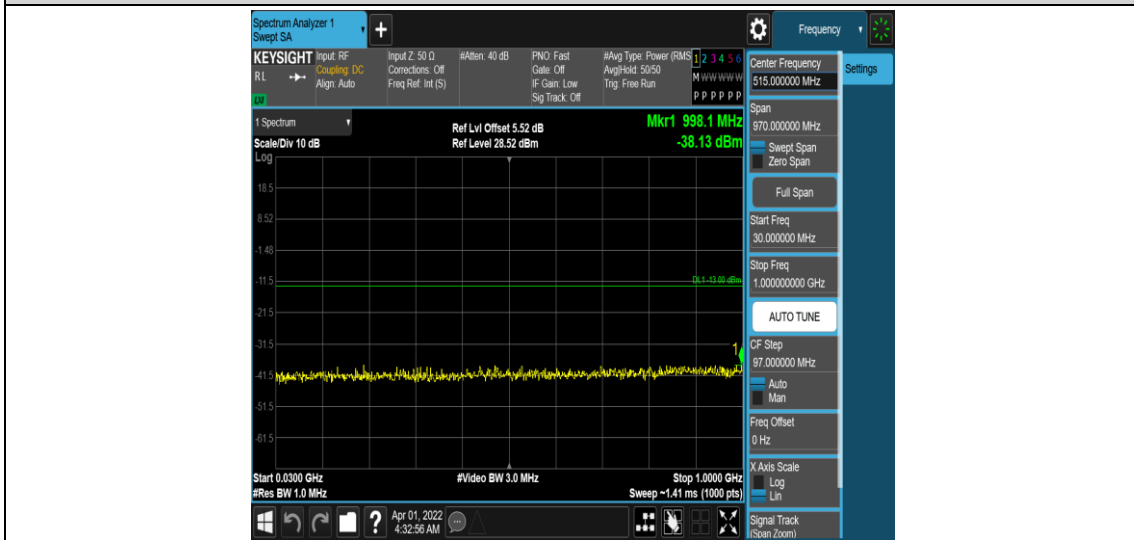 Spectrum Analyzer 1
Swept SA
Frequency
KEYSIGHT
RL
Input: RF
Coupling: DC
Align: Auto
Input Z: 50 Ω
Corrections: Off
Freq Ref: Int (S)
#Atten: 40 dB
PNO: Fast
Gate: Off
IF Gain: Low
Sig Track: Off
#Avg Type: Power (RMS
Avg|Hold: 50/50
Trig: Free Run
1 2 3 4 5 6
M W W W W W
P P P P P P
1 Spectrum
Scale/Div 10 dB
Log
Ref Lvl Offset 5.52 dB
Ref Level 28.52 dBm
Mkr1 998.1 MHz
-38.13 dBm
18.5
8.52
-1.48
-11.5
-21.5
-31.5
-41.5
-51.5
-61.5
DL1 -13.00 dBm
1
Start 0.0300 GHz
#Res BW 1.0 MHz
#Video BW 3.0 MHz
Stop 1.0000 GHz
Sweep ~1.41 ms (1000 pts)
Center Frequency
515.000000 MHz
Settings
Span
970.000000 MHz
Swept Span
Zero Span
Full Span
Start Freq
30.000000 MHz
Stop Freq
1.000000000 GHz
AUTO TUNE
CF Step
97.000000 MHz
Auto
Man
Freq Offset
0 Hz
X Axis Scale
Log
Lin
Signal Track
(Span Zoom)
?
Apr 01, 2022
4:32:56 AM